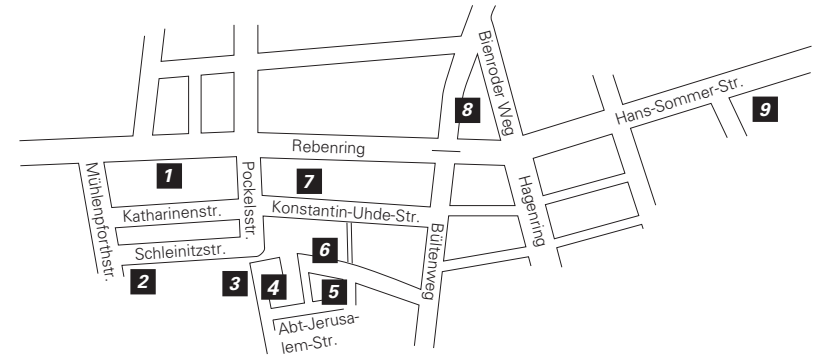 Bienroder Weg
8
Hans-Sommer-Str.
9
Rebenring
1
7
Mühlenpfordtstr.
Pockelsstr.
Hagenring
Katharinenstr.
Konstantin-Uhde-Str.
Bültenweg
Schleinitzstr.
6
2
3
4
5
Abt-Jerusa-
lem-Str.